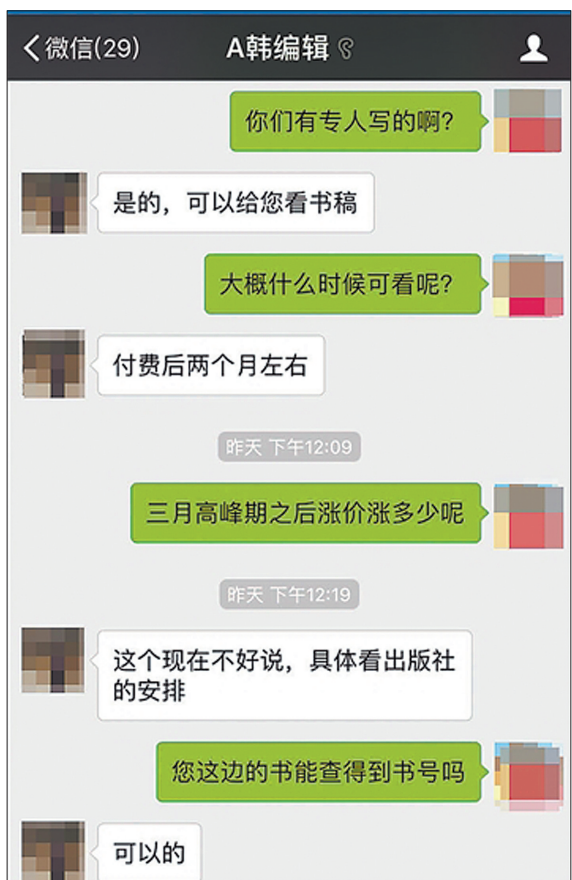 微信(29)
A韩编辑
你们有专人写的啊?
是的，可以给您看书稿
大概什么时候可看呢?
付费后两个月左右
昨天 下午12:09
三月高峰期之后涨价涨多少呢
昨天 下午12:19
这个现在不好说，具体看出版社
的安排
您这边的书能查得到书号吗
可以的